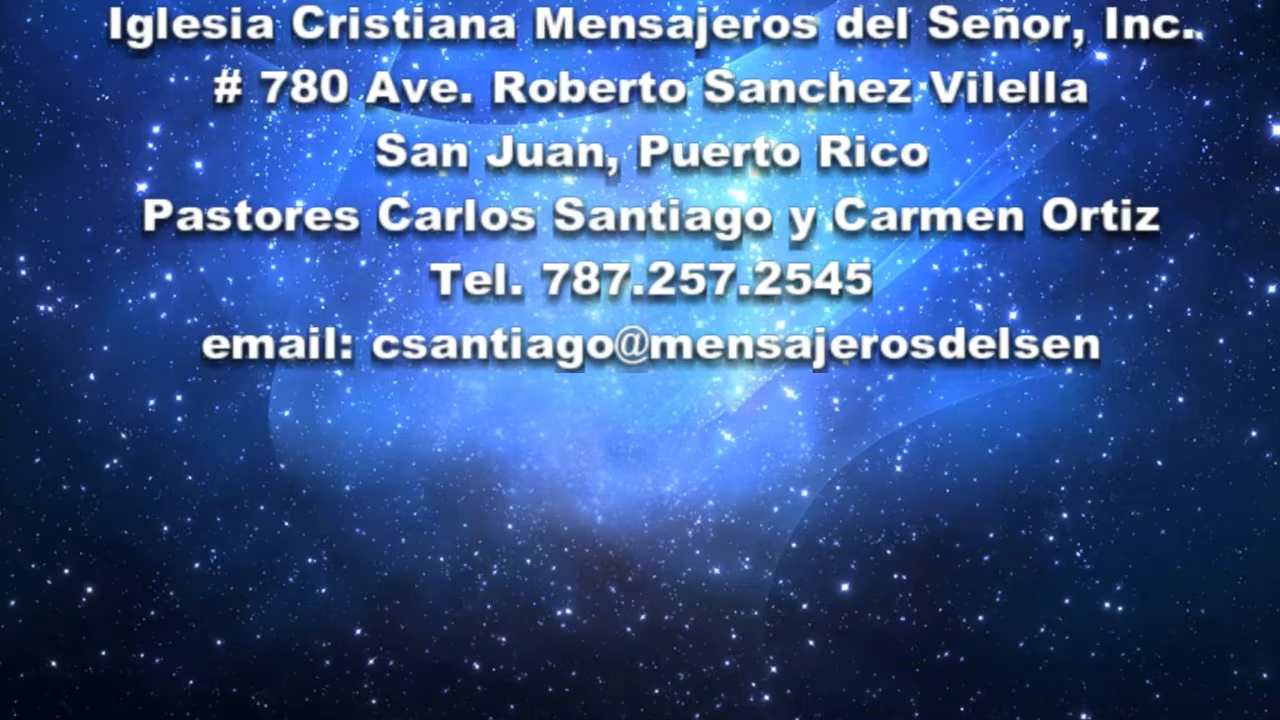 Iglesia Cristiana Mensajeros del Señor, Inc.
# 780 Ave. Roberto Sanchez Vilella
San Juan, Puerto Rico
Pastores Carlos Santiago y Carmen Ortiz
Tel. 787.257.2545
email: csantiago@mensajerosdelsen